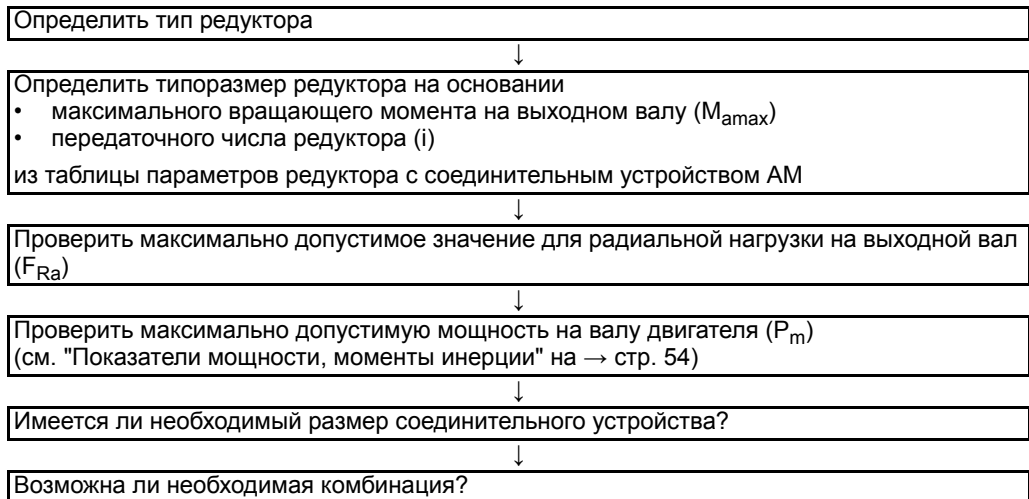 Определить тип редуктора
↓
Определить типоразмер редуктора на основании
• максимального вращающего момента на выходном валу (Mamax)
• передаточного числа редуктора (i)
из таблицы параметров редуктора с соединительным устройством AM
↓
Проверить максимально допустимое значение для радиальной нагрузки на выходной вал
(FRa)
↓
Проверить максимально допустимую мощность на валу двигателя (Pm)
(см. "Показатели мощности, моменты инерции" на → стр. 54)
↓
Имеется ли необходимый размер соединительного устройства?
↓
Возможна ли необходимая комбинация?